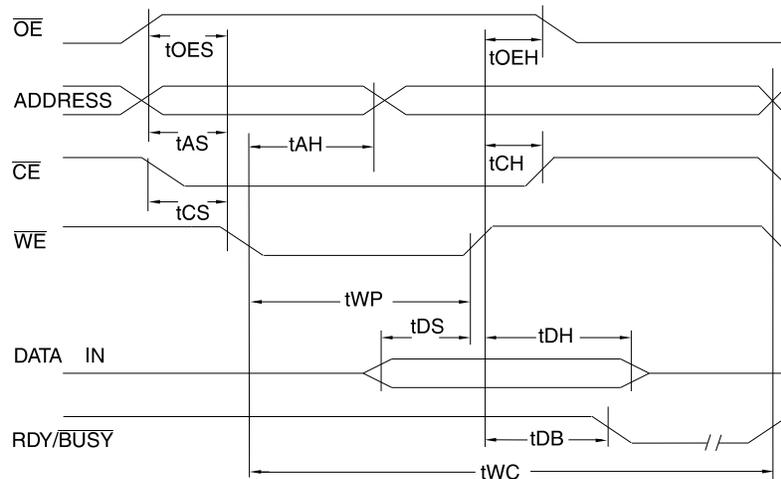 OE
tOES
tOEH
ADDRESS
tAS
tAH
tCH
CE
tCS
WE
tWP
tDS
tDH
DATA IN
RDY/BUSY
tDB
tWC